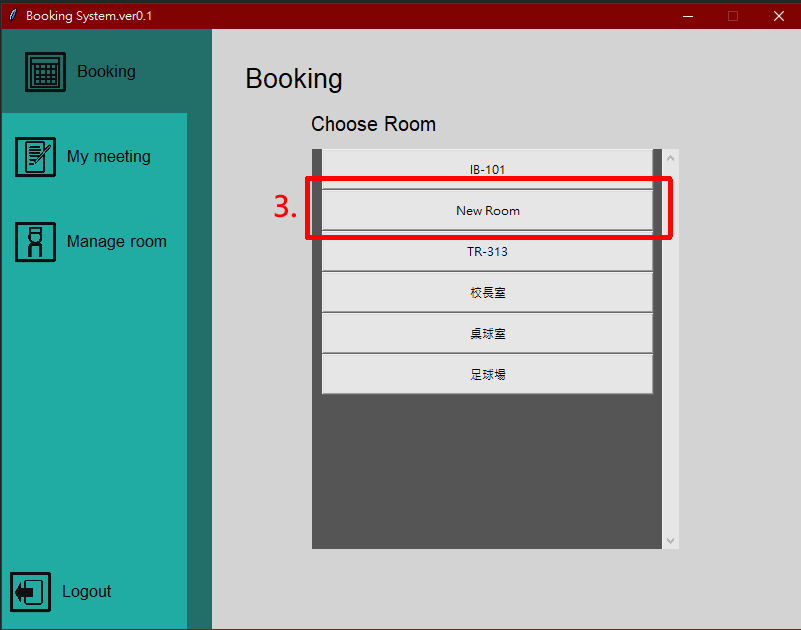 Booking System.ver0.1
Booking
My meeting
Manage room
Logout
Booking
Choose Room
IB-101
3.
New Room
TR-313
校長室
桌球室
足球場